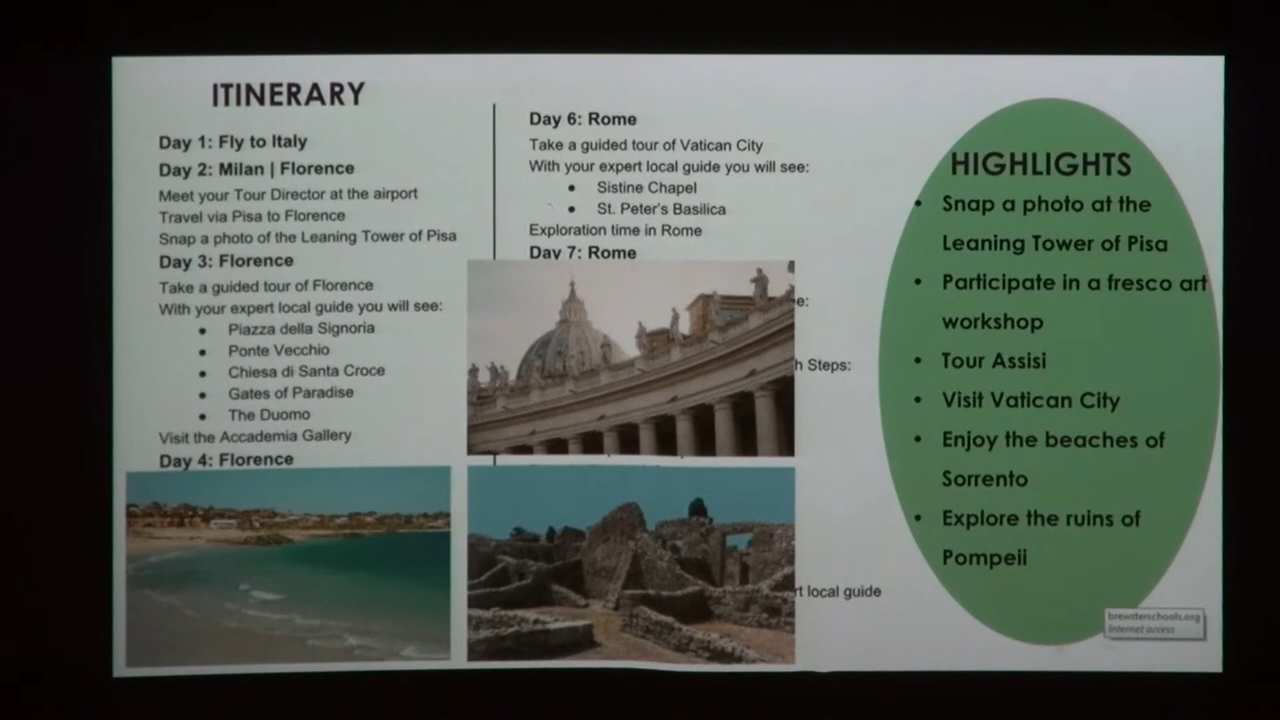 ITINERARY
Day 1: Fly to Italy
Day 2: Milan | Florence
Meet your Tour Director at the airport
Travel via Pisa to Florence
Snap a photo of the Leaning Tower of Pisa
Day 3: Florence
Take a guided tour of Florence
With your expert local guide you will see:
• Piazza della Signoria
• Ponte Vecchio
• Chiesa di Santa Croce
• Gates of Paradise
• The Duomo
Visit the Accademia Gallery
Day 4: Florence
Day 6: Rome
Take a guided tour of Vatican City
With your expert local guide you will see:
• Sistine Chapel
• St. Peter's Basilica
Exploration time in Rome
Day 7: Rome
e:
h Steps:
rt local guide
HIGHLIGHTS
• Snap a photo at the
Leaning Tower of Pisa
• Participate in a fresco art
workshop
• Tour Assisi
• Visit Vatican City
• Enjoy the beaches of
Sorrento
• Explore the ruins of
Pompeii
brewsterschools.org
Internet access